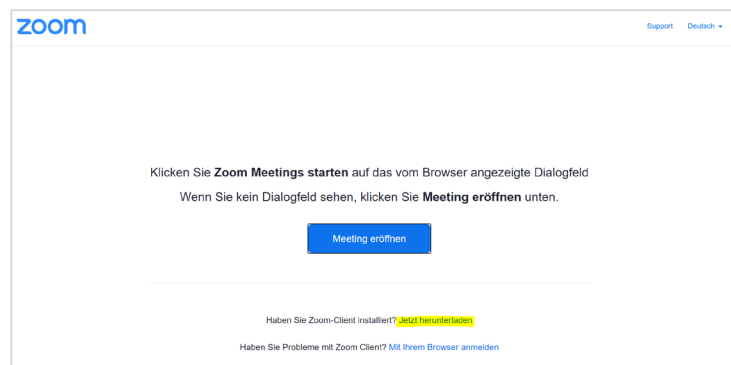 zoom
Support Deutsch
Klicken Sie Zoom Meetings starten auf das vom Browser angezeigte Dialogfeld
Wenn Sie kein Dialogfeld sehen, klicken Sie Meeting eröffnen unten.
Meeting eröffnen
Haben Sie Zoom-Client installiert? Jetzt herunterladen
Haben Sie Probleme mit Zoom Client? Mit Ihrem Browser anmelden